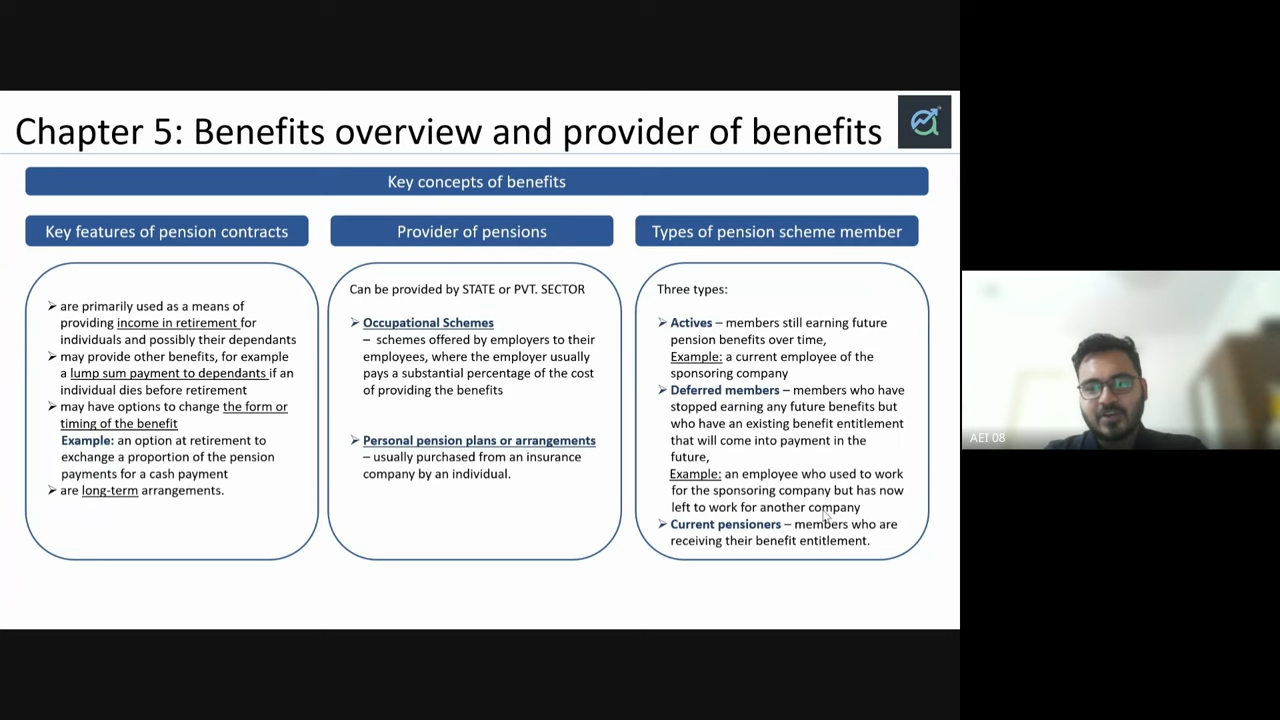 Chapter 5: Benefits overview and provider of benefits
Key concepts of benefits
Key features of pension contracts
➢ are primarily used as a means of
providing income in retirement for
individuals and possibly their dependants
➢ may provide other benefits, for example
a lump sum payment to dependants if an
individual dies before retirement
➢ may have options to change the form or
timing of the benefit
Example: an option at retirement to
exchange a proportion of the pension
payments for a cash payment
➢ are long-term arrangements.
Provider of pensions
Can be provided by STATE or PVT. SECTOR
➢ Occupational Schemes
– schemes offered by employers to their
employees, where the employer usually
pays a substantial percentage of the cost
of providing the benefits
➢ Personal pension plans or arrangements
– usually purchased from an insurance
company by an individual.
Types of pension scheme member
Three types:
➢ Actives – members still earning future
pension benefits over time,
Example: a current employee of the
sponsoring company
➢ Deferred members – members who have
stopped earning any future benefits but
who have an existing benefit entitlement
that will come into payment in the
future,
Example: an employee who used to work
for the sponsoring company but has now
left to work for another company
➢ Current pensioners – members who are
receiving their benefit entitlement.
AEI 08